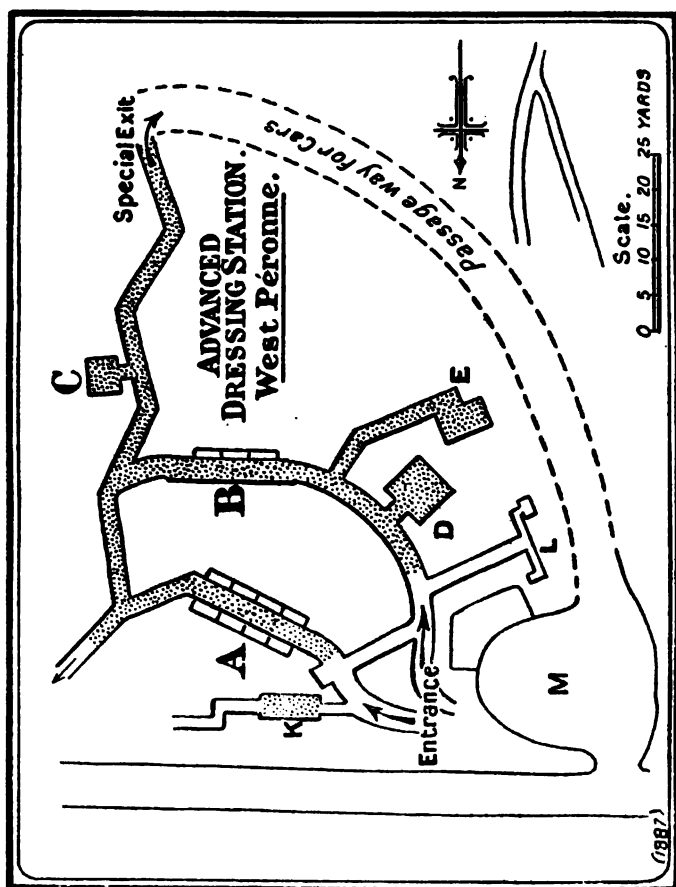 C
Special Exit
ADVANCED
DRESSING STATION.
West Péronne.
Passage way for Cars
N
A
B
E
D
K
L
Entrance
M
Scale.
0 5 10 15 20 25 YARDS
(1887)